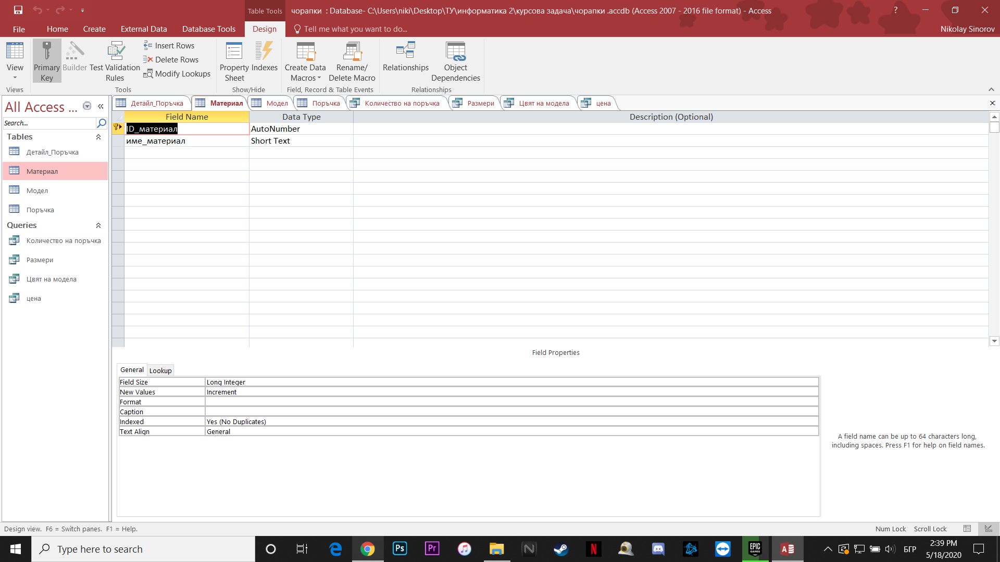 Table Tools
чорапки : Database- C:\Users\niki\Desktop\ТУ\информатика 2\курсова задача\чорапки .accdb (Access 2007 - 2016 file format) - Access
?
File Home Create External Data Database Tools Design Tell me what you want to do...
Nikolay Sinorov
View
Primary Key
Builder
Test Validation Rules
Insert Rows
Delete Rows
Modify Lookups
Property Sheet
Indexes
Create Data Macros
Rename/ Delete Macro
Relationships
Object Dependencies
Views
Tools
Show/Hide
Field, Record & Table Events
Relationships
All Access ...
Search...
Tables
Детайл_Поръчка
Материал
Модел
Поръчка
Queries
Количество на поръчка
Размери
Цвят на модела
цена
Детайл_Поръчка Материал Модел Поръчка Количество на поръчка Размери Цвят на модела цена
Field Name Data Type Description (Optional)
ID_материал AutoNumber
име_материал Short Text
Field Properties
General Lookup
Field Size Long Integer
New Values Increment
Format
Caption
Indexed Yes (No Duplicates)
Text Align General
A field name can be up to 64 characters long,
including spaces. Press F1 for help on field names.
Design view. F6 = Switch panes. F1 = Help.
Num Lock Scroll Lock
Type here to search
Ps
Pr
N
N
EPIC GAMES
A
БГР
2:39 PM
5/18/2020